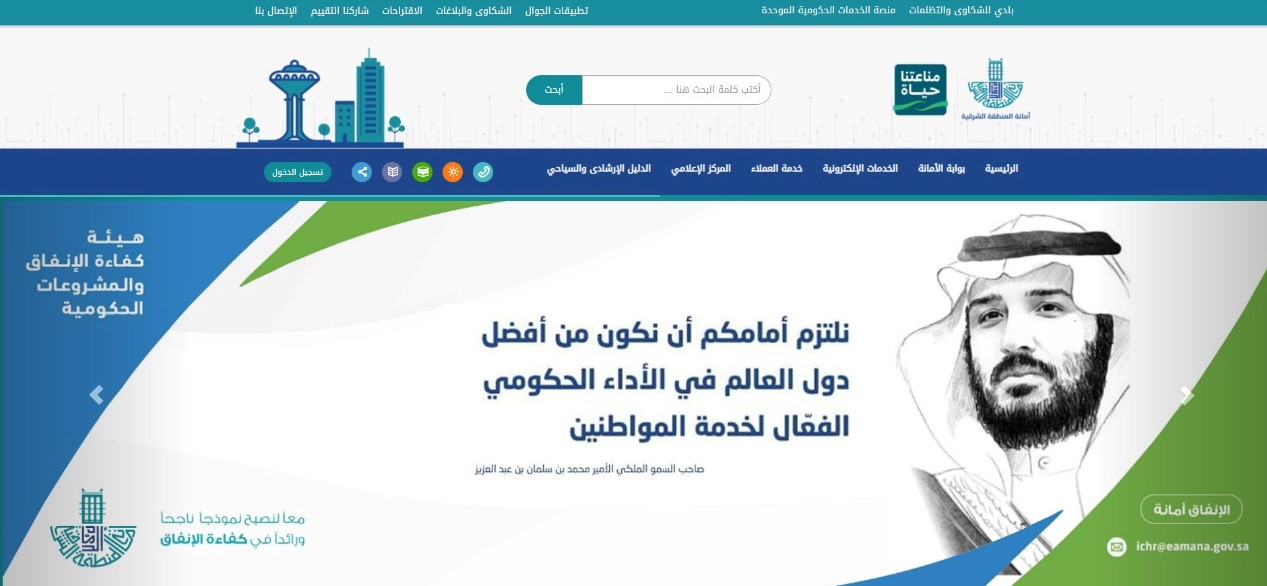 بلدي للشكاوى والتظلمات
منصة الخدمات الحكومية الموحدة
تطبيقات الجوال
الشكاوى والبلاغات
الاقتراحات
شاركنا التقييم
الإتصال بنا
أمانة المنطقة الشرقية
مناعتنا
حياة
أكتب كلمة البحث هنا ....
أبحث
الرئيسية
بوابة الأمانة
الخدمات الإلكترونية
خدمة العملاء
المركز الإعلامي
الدليل الإرشادى والسياحي
تسجيل الدخول
هيئة
كفاءة الإنفاق
والمشروعات
الحكومية
نلتزم أمامكم أن نكون من أفضل
دول العالم في الأداء الحكومي
الفعّال لخدمة المواطنين
صاحب السمو الملكي الأمير محمد بن سلمان بن عبد العزيز
معاً لنصبح نموذجاً ناجحاً
ورائداً في كفاءة الإنفاق
الإنفاق أمانة
ichr@eamana.gov.sa